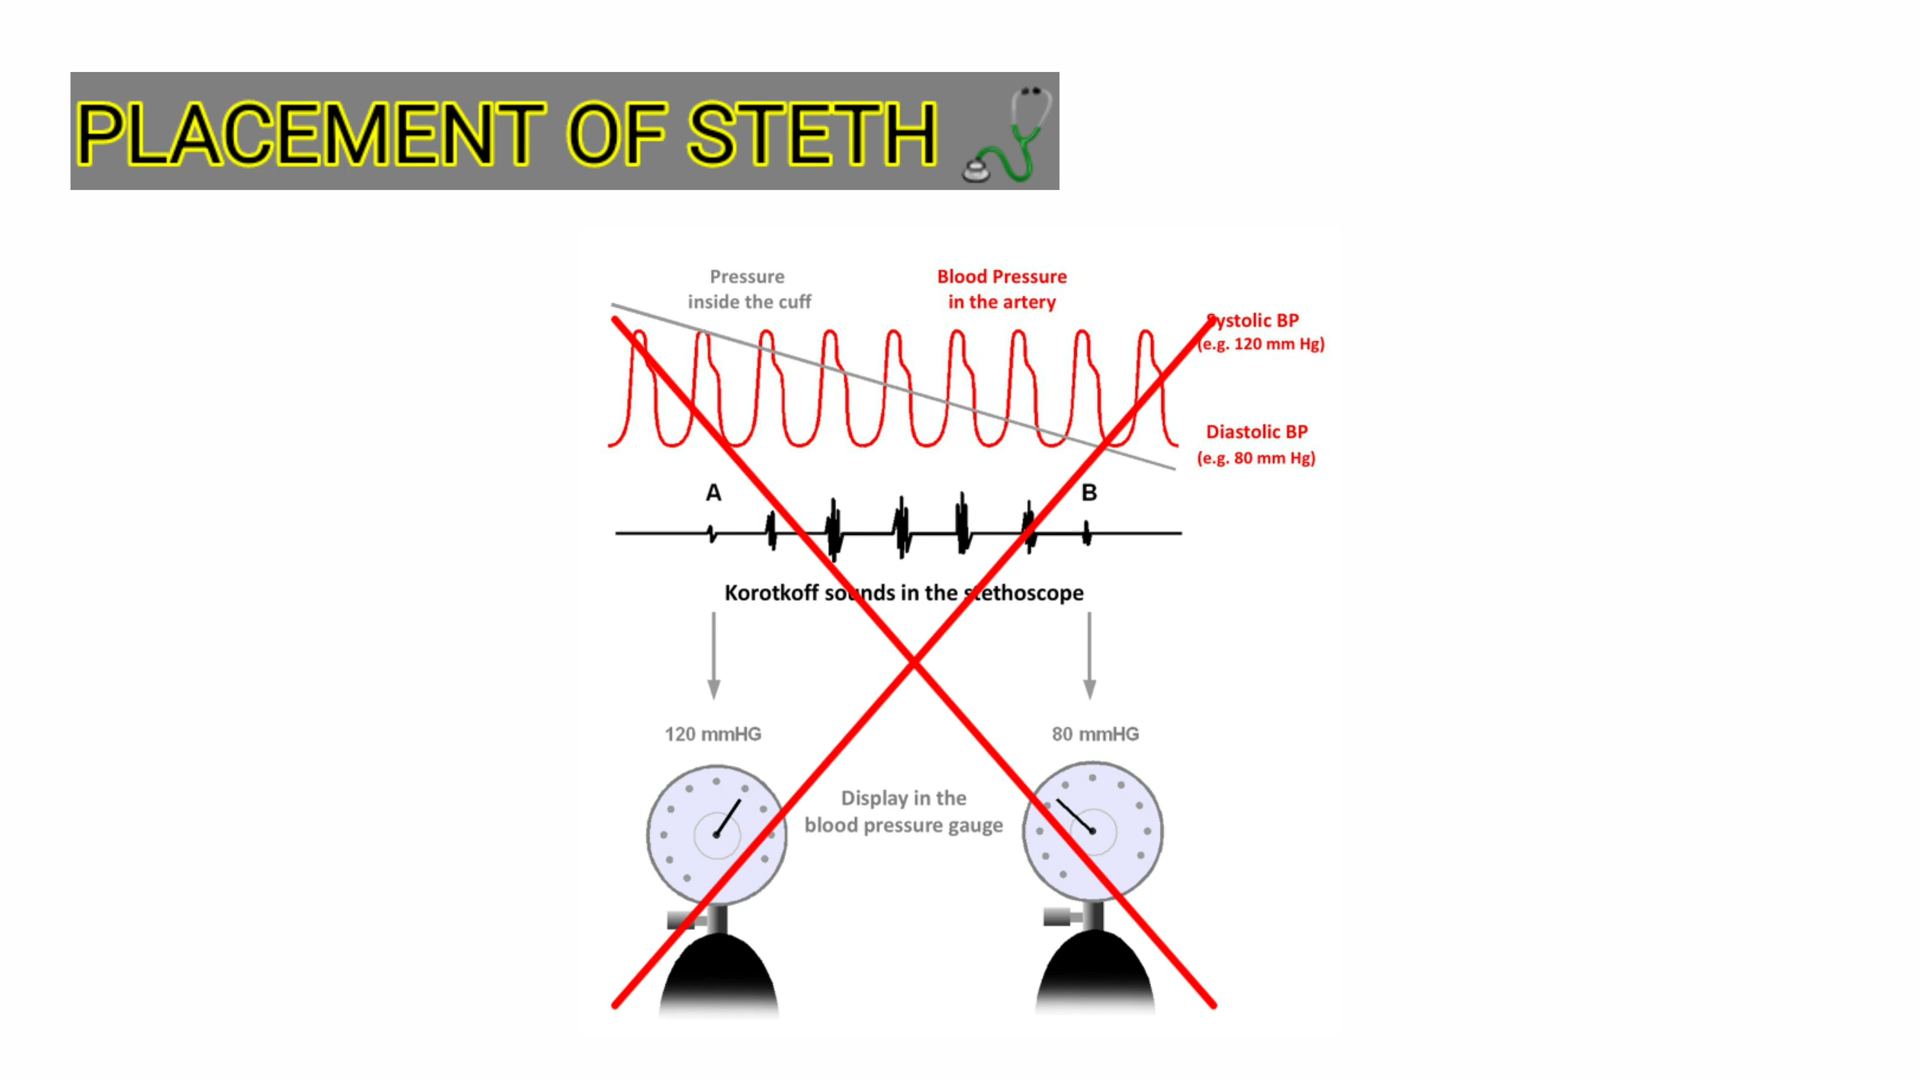 PLACEMENT OF STETH
Pressure
inside the cuff
Blood Pressure
in the artery
Systolic BP
(e.g. 120 mm Hg)
Diastolic BP
(e.g. 80 mm Hg)
A
B
Korotkoff sounds in the stethoscope
120 mmHG
80 mmHG
Display in the
blood pressure gauge